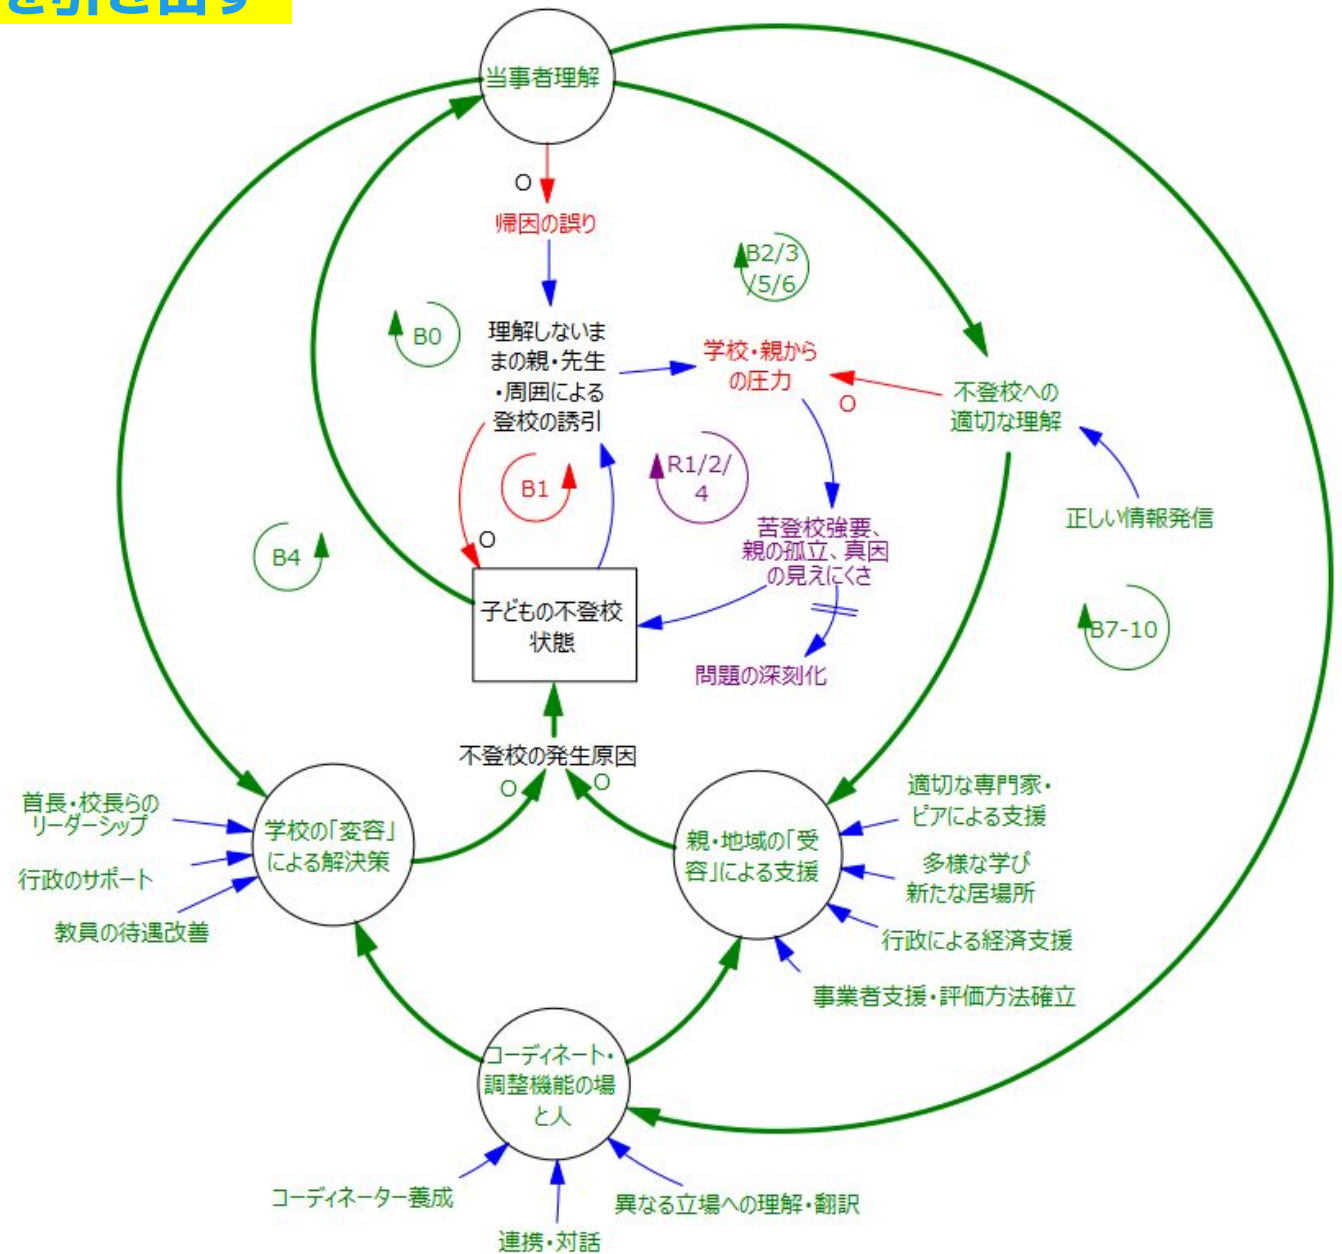 を引き出す
当事者理解
O
帰因の誤り
B2/3
/5/6
B0
理解しないま
まの親・先生
・周囲による
登校の誘引
学校・親から
の圧力
O
不登校への
適切な理解
R1/2/
4
B1
正しい情報発信
苦登校強要、
親の孤立、真因
の見えにくさ
B4
O
子どもの不登校
状態
B7-10
問題の深刻化
不登校の発生原因
O
O
首長・校長らの
リーダーシップ
行政のサポート
教員の待遇改善
学校の「変容」
による解決策
親・地域の「受
容」による支援
適切な専門家・
ピアによる支援
多様な学び
新たな居場所
行政による経済支援
事業者支援・評価方法確立
コーディネート・
調整機能の場
と人
コーディネーター養成
連携・対話
異なる立場への理解・翻訳